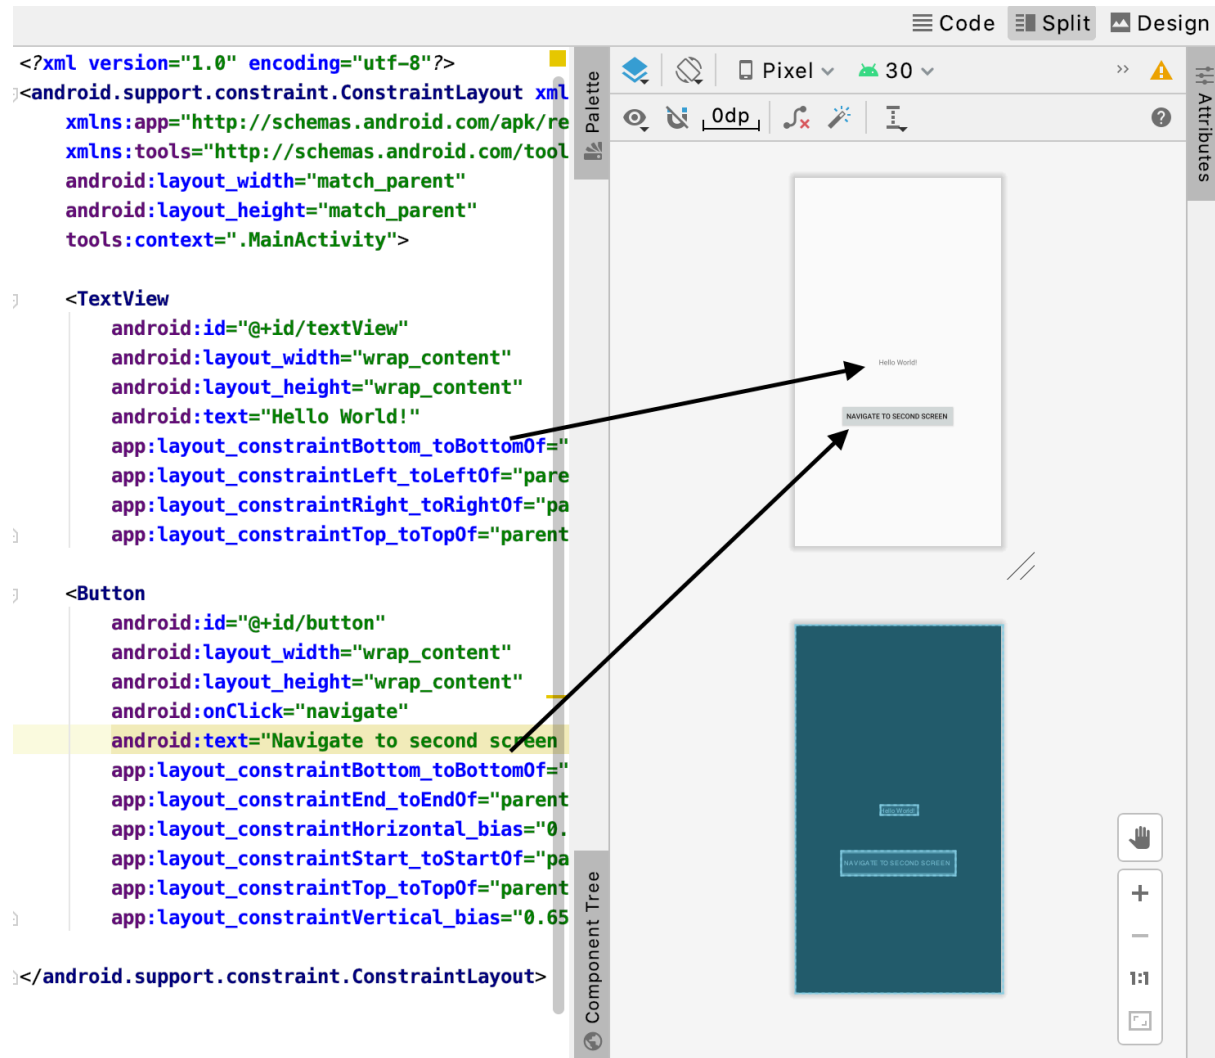 Code Split Design
<?xml version="1.0" encoding="utf-8"?>
<android.support.constraint.ConstraintLayout xml
xmlns:app="http://schemas.android.com/apk/re
xmlns:tools="http://schemas.android.com/tool
android:layout_width="match_parent"
android:layout_height="match_parent"
tools:context=".MainActivity">
<TextView
android:id="@+id/textView"
android:layout_width="wrap_content"
android:layout_height="wrap_content"
android:text="Hello World!"
app:layout_constraintBottom_toBottomOf="
app:layout_constraintLeft_toLeftOf="pare
app:layout_constraintRight_toRightOf="pa
app:layout_constraintTop_toTopOf="parent
<Button
android:id="@+id/button"
android:layout_width="wrap_content"
android:layout_height="wrap_content"
android:onClick="navigate"
android:text="Navigate to second screen
app:layout_constraintBottom_toBottomOf="
app:layout_constraintEnd_toEndOf="parent
app:layout_constraintHorizontal_bias="0.
app:layout_constraintStart_toStartOf="pa
app:layout_constraintTop_toTopOf="parent
app:layout_constraintVertical_bias="0.65
</android.support.constraint.ConstraintLayout>
Palette
Component Tree
Pixel 30
0dp
Hello World!
NAVIGATE TO SECOND SCREEN
Hello World!
NAVIGATE TO SECOND SCREEN
1:1
Attributes